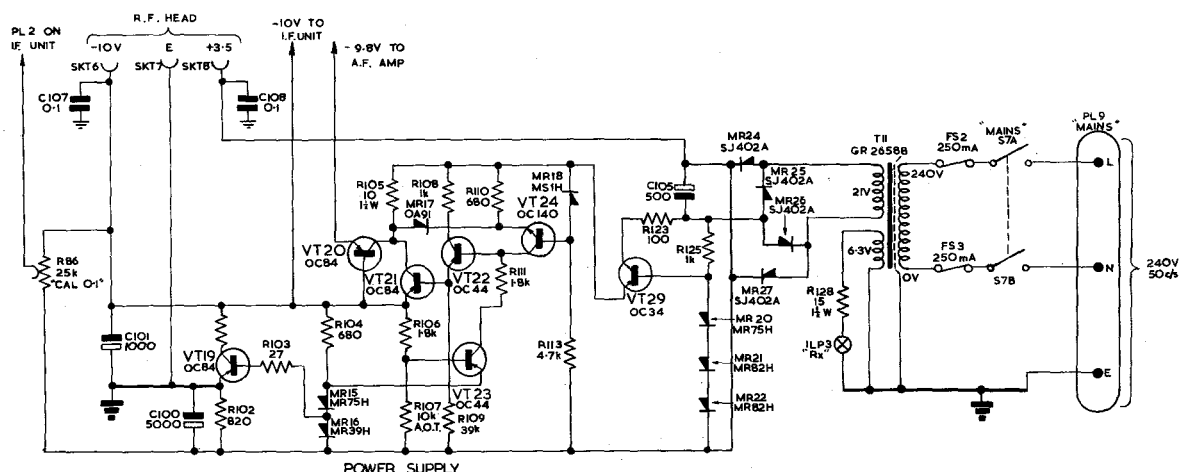 PL 2 ON
I.F. UNIT
R.F. HEAD
-10V
E
+3·5
SKT6
SKT7
SKT8
-10V TO
I.F. UNIT
- 9·8V TO
A.F. AMP
C107
0·1
C108
0·1
R105
10
1½W
R108
1k
R110
680
MR17
OA91
MR18
MS1H
VT24
OC140
VT20
OC84
VT21
OC84
VT22
OC44
R111
1·8k
R86
25k
"CAL 0·1"
C101
1000
VT19
OC84
R103
27
R104
680
R106
1·8k
R113
4·7k
VT23
OC44
C100
5000
R102
820
MR15
MR75H
MR16
MR39H
R107
10k
A.O.T.
R109
39k
C105
500
R123
100
R125
1k
VT29
OC34
MR24
SJ402A
MR25
SJ402A
MR26
SJ402A
MR27
SJ402A
MR20
MR75H
MR21
MR82H
MR22
MR82H
T11
GR26588
21V
240V
6·3V
0V
R128
15
1½W
ILP3
"Rx"
FS2
250mA
"MAINS"
S7A
FS3
250mA
S7B
PL9
"MAINS"
L
N
E
240V
50c/s
POWER SUPPLY